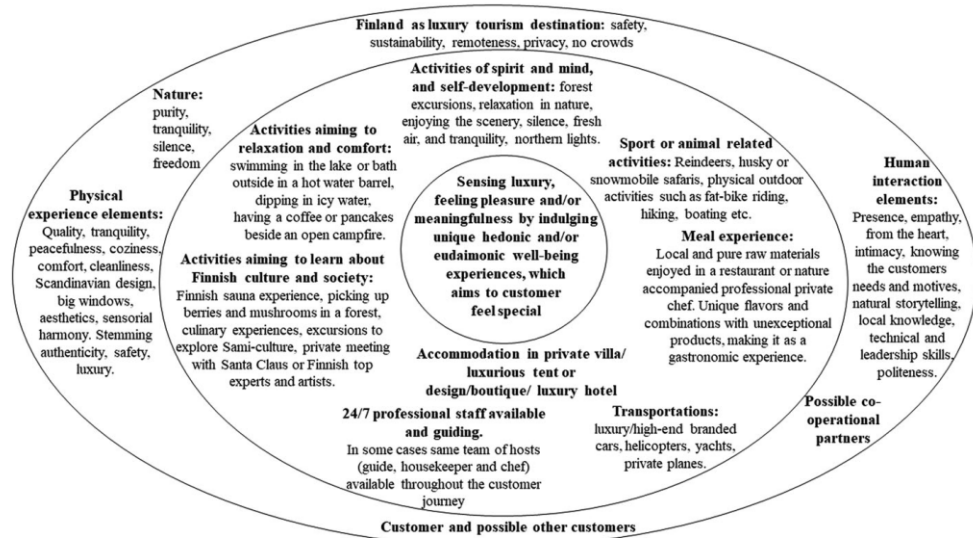 Finland as luxury tourism destination: safety,
sustainability, remoteness, privacy, no crowds
Nature:
purity,
tranquility,
silence,
freedom
Activities of spirit and mind,
and self-development: forest
excursions, relaxation in nature,
enjoying the scenery, silence, fresh
air, and tranquility, northern lights.
Activities aiming to
relaxation and comfort:
swimming in the lake or bath
outside in a hot water barrel,
dipping in icy water,
having a coffee or pancakes
beside an open campfire.
Sport or animal related
activities: Reindeers, husky or
snowmobile safaris, physical outdoor
activities such as fat-bike riding,
hiking, boating etc.
Physical
experience elements:
Quality, tranquility,
peacefulness, coziness,
comfort, cleanliness,
Scandinavian design,
big windows,
aesthetics, sensorial
harmony. Stemming
authenticity, safety,
luxury.
Sensing luxury,
feeling pleasure and/or
meaningfulness by indulging
unique hedonic and/or
eudaimonic well-being
experiences, which
aims to customer
feel special
Human
interaction
elements:
Presence, empathy,
from the heart,
intimacy, knowing
the customers
needs and motives,
natural storytelling,
local knowledge,
technical and
leadership skills,
politeness.
Activities aiming to learn about
Finnish culture and society:
Finnish sauna experience, picking up
berries and mushrooms in a forest,
culinary experiences, excursions to
explore Sami-culture, private meeting
with Santa Claus or Finnish top
experts and artists.
Meal experience:
Local and pure raw materials
enjoyed in a restaurant or nature
accompanied professional private
chef. Unique flavors and
combinations with unexceptional
products, making it as a
gastronomic experience.
Accommodation in private villa/
luxurious tent or
design/boutique/ luxury hotel
24/7 professional staff available
and guiding.
In some cases same team of hosts
(guide, housekeeper and chef)
available throughout the customer
journey
Transportations:
luxury/high-end branded
cars, helicopters, yachts,
private planes.
Possible co-
operational
partners
Customer and possible other customers